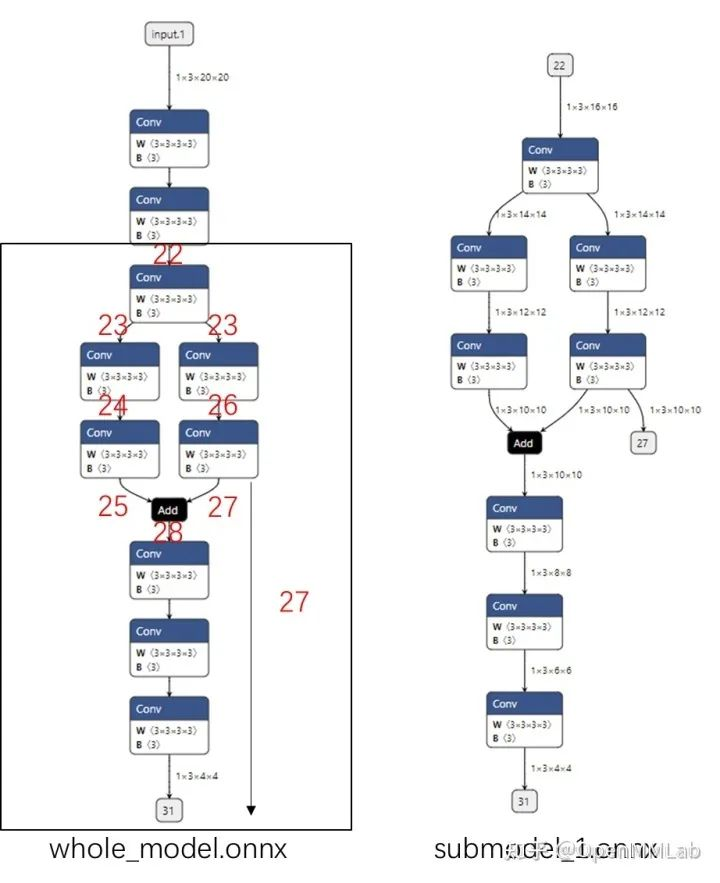 input.1
1×3×20×20
Conv
W ⟨3×3×3×3⟩
B ⟨3⟩
Conv
W ⟨3×3×3×3⟩
B ⟨3⟩
22
Conv
W ⟨3×3×3×3⟩
B ⟨3⟩
23 23
Conv Conv
W ⟨3×3×3×3⟩ W ⟨3×3×3×3⟩
B ⟨3⟩ B ⟨3⟩
24 26
Conv Conv
W ⟨3×3×3×3⟩ W ⟨3×3×3×3⟩
B ⟨3⟩ B ⟨3⟩
25 Add 27
28
Conv
W ⟨3×3×3×3⟩
B ⟨3⟩
27
Conv
W ⟨3×3×3×3⟩
B ⟨3⟩
Conv
W ⟨3×3×3×3⟩
B ⟨3⟩
1×3×4×4
31
whole_model.onnx
22
1×3×16×16
Conv
W ⟨3×3×3×3⟩
B ⟨3⟩
1×3×14×14 1×3×14×14
Conv Conv
W ⟨3×3×3×3⟩ W ⟨3×3×3×3⟩
B ⟨3⟩ B ⟨3⟩
1×3×12×12 1×3×12×12
Conv Conv
W ⟨3×3×3×3⟩ W ⟨3×3×3×3⟩
B ⟨3⟩ B ⟨3⟩
1×3×10×10 1×3×10×10 1×3×10×10
Add 27
1×3×10×10
Conv
W ⟨3×3×3×3⟩
B ⟨3⟩
1×3×8×8
Conv
W ⟨3×3×3×3⟩
B ⟨3⟩
1×3×6×6
Conv
W ⟨3×3×3×3⟩
B ⟨3⟩
1×3×4×4
31
submodel_1.onnx
知乎 @OpenMMLab